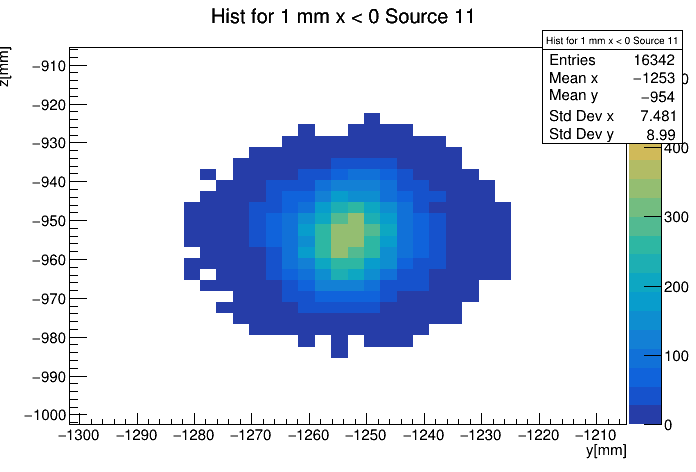 Hist for 1 mm x < 0 Source 11
Hist for 1 mm x < 0 Source 11
Entries 16342
Mean x −1253
Mean y −954
Std Dev x 7.481
Std Dev y 8.99
z[mm]
−910
−920
−930
−940
−950
−960
−970
−980
−990
−1000
−1300 −1290 −1280 −1270 −1260 −1250 −1240 −1230 −1220 −1210
y[mm]
400
300
200
100
0